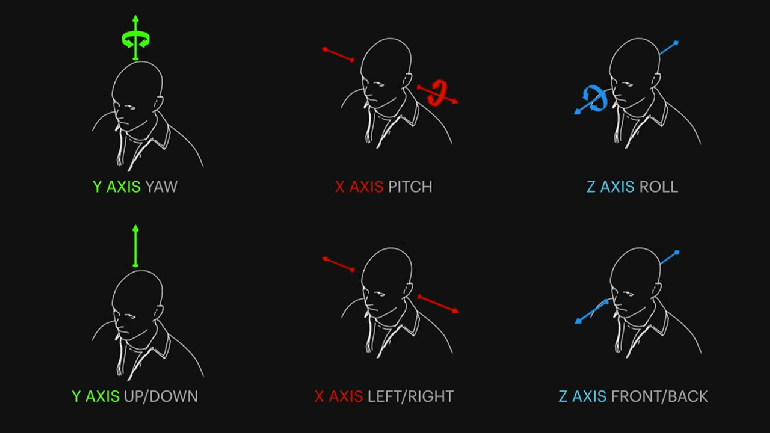 Y AXIS YAW
X AXIS PITCH
Z AXIS ROLL
Y AXIS UP/DOWN
X AXIS LEFT/RIGHT
Z AXIS FRONT/BACK